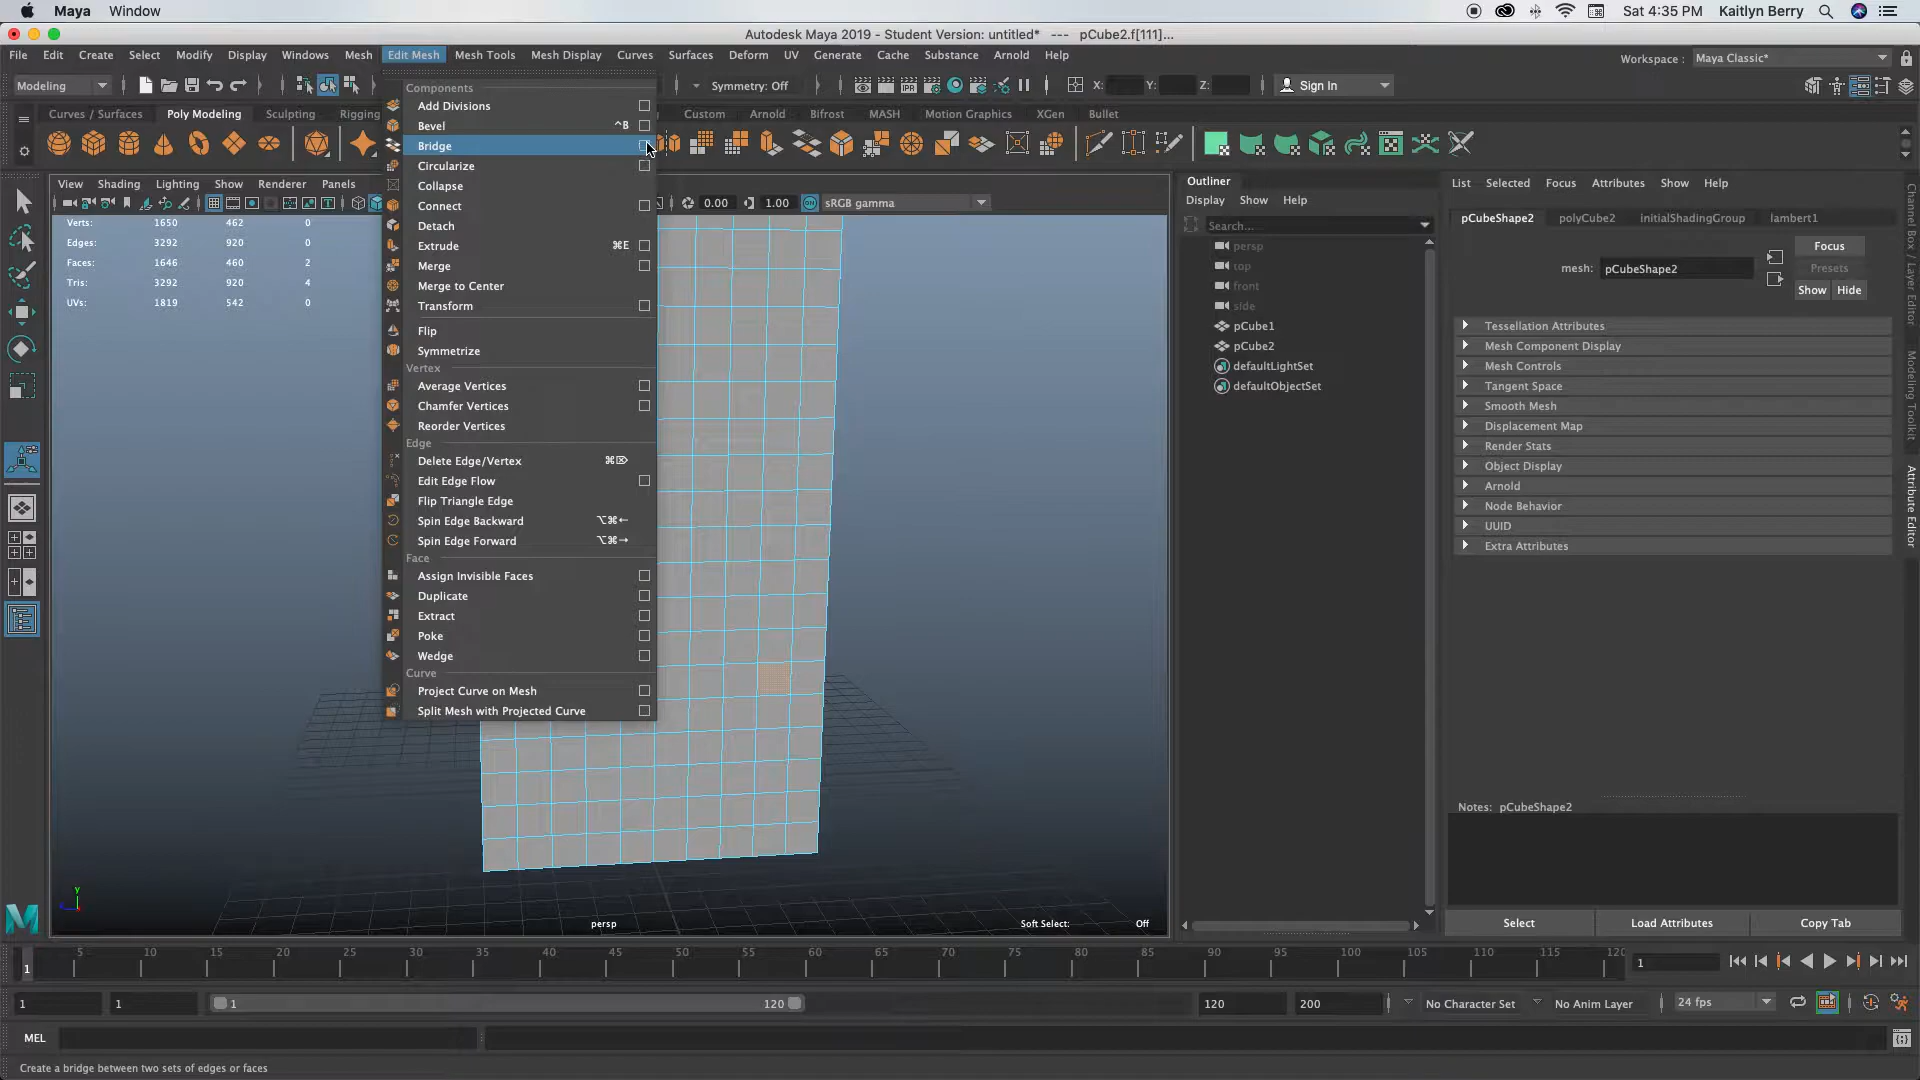 Maya Window
Sat 4:35 PM Kaitlyn Berry
Autodesk Maya 2019 - Student Version: untitled* --- pCube2.f[111]...
File Edit Create Select Modify Display Windows Mesh Edit Mesh Mesh Tools Mesh Display Curves Surfaces Deform UV Generate Cache Substance Arnold Help
Workspace : Maya Classic*
Modeling Symmetry: Off IPR X: Y: Z: Sign In
Curves / Surfaces Poly Modeling Sculpting Rigging Custom Arnold Bifrost MASH Motion Graphics XGen Bullet
View Shading Lighting Show Renderer Panels
0.00 1.00 sRGB gamma
Verts: 1650 462 0
Edges: 3292 920 0
Faces: 1646 460 2
Tris: 3292 920 4
UVs: 1819 542 0
Components
Add Divisions
Bevel ^B
Bridge
Circularize
Collapse
Connect
Detach
Extrude ⌘E
Merge
Merge to Center
Transform
Flip
Symmetrize
Vertex
Average Vertices
Chamfer Vertices
Reorder Vertices
Edge
Delete Edge/Vertex ⌘⌦
Edit Edge Flow
Flip Triangle Edge
Spin Edge Backward ⌥⌘←
Spin Edge Forward ⌥⌘→
Face
Assign Invisible Faces
Duplicate
Extract
Poke
Wedge
Curve
Project Curve on Mesh
Split Mesh with Projected Curve
y
persp
Soft Select: Off
Outliner
Display Show Help
Search...
persp
top
front
side
pCube1
pCube2
defaultLightSet
defaultObjectSet
List Selected Focus Attributes Show Help
pCubeShape2 polyCube2 initialShadingGroup lambert1
Focus
mesh: pCubeShape2
Presets
Show Hide
Tessellation Attributes
Mesh Component Display
Mesh Controls
Tangent Space
Smooth Mesh
Displacement Map
Render Stats
Object Display
Arnold
Node Behavior
UUID
Extra Attributes
Notes: pCubeShape2
Select Load Attributes Copy Tab
Channel Box / Layer Editor
Modeling Toolkit
Attribute Editor
5 10 15 20 25 30 35 40 45 50 55 60 65 70 75 80 85 90 95 100 105 110 115 120
1
1
1 1 1 120 120 200 No Character Set No Anim Layer 24 fps
MEL
Create a bridge between two sets of edges or faces